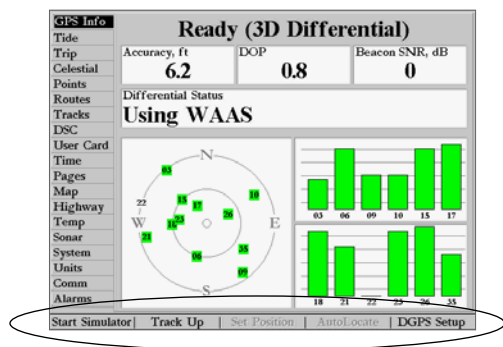 GPS Info
Tide
Trip
Celestial
Points
Routes
Tracks
DSC
User Card
Time
Pages
Map
Highway
Temp
Sonar
System
Units
Comm
Alarms
Ready (3D Differential)
Accuracy, ft
6.2
DOP
0.8
Beacon SNR, dB
0
Differential Status
Using WAAS
N
03
22
15
17
10
W
23
26
E
21
35
06
09
S
03 06 09 10 15 17
18 21 22 23 26 35
Start Simulator| Track Up | Set Position | AutoLocate | DGPS Setup